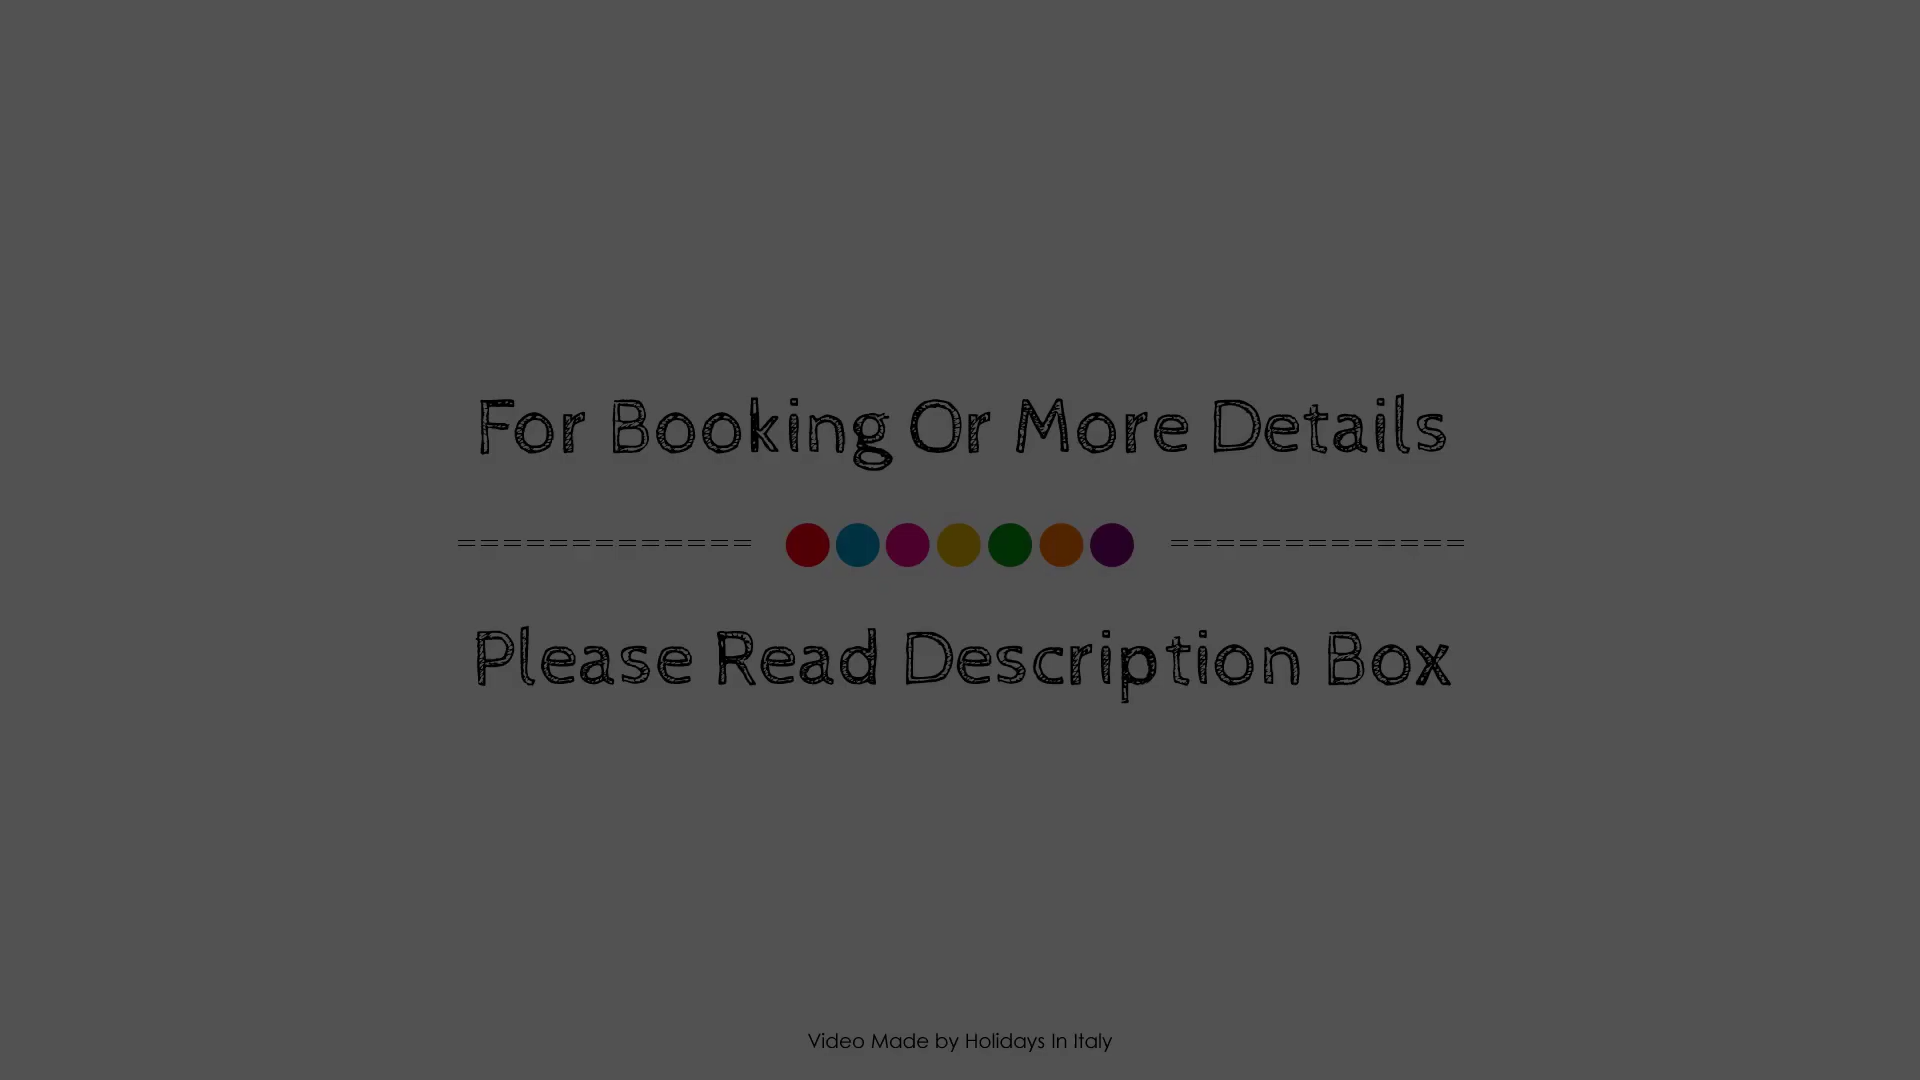 For Booking Or More Details
============= =============
Please Read Description Box
Video Made by Holidays In Italy